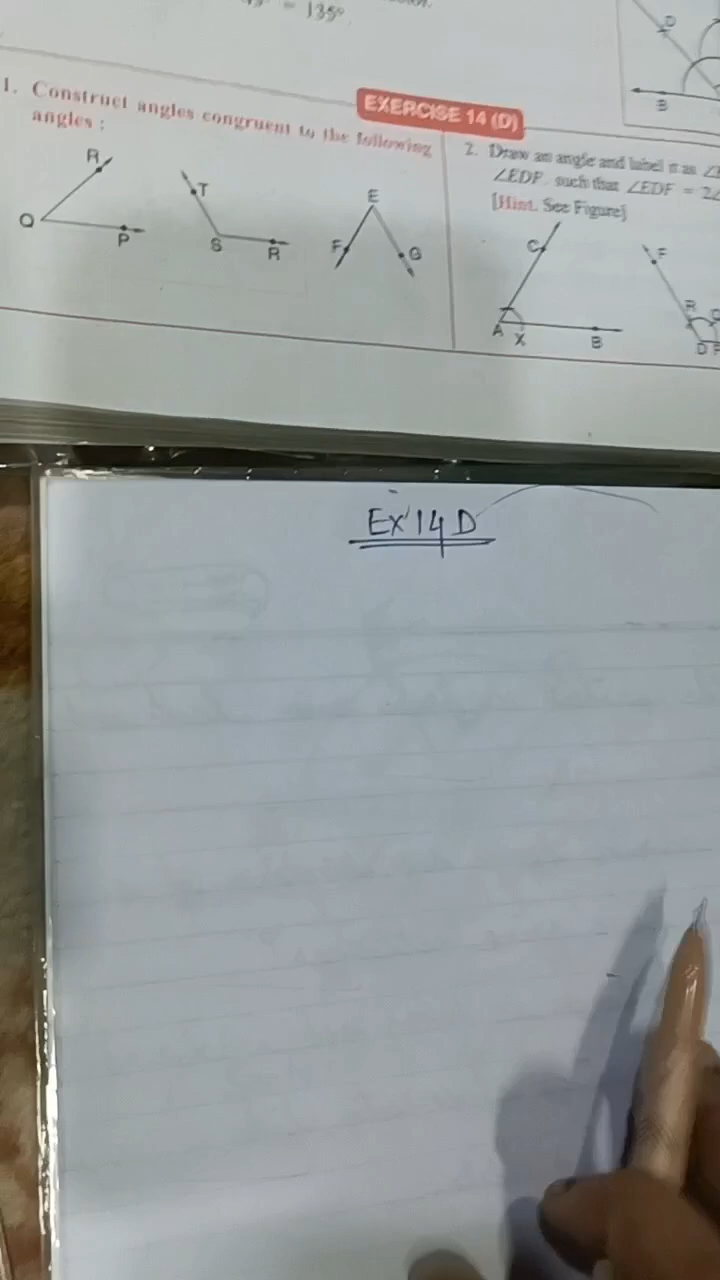 = 135°
D
B
EXERCISE 14 (D)
1. Construct angles congruent to the following
angles :
R
Q
P
T
S
R
E
F
G
2. Draw an angle and label it as
∠EDF such that ∠EDF = 2∠
[Hint. See Figure]
C
A
X
B
F
R
D
Ex 14 D